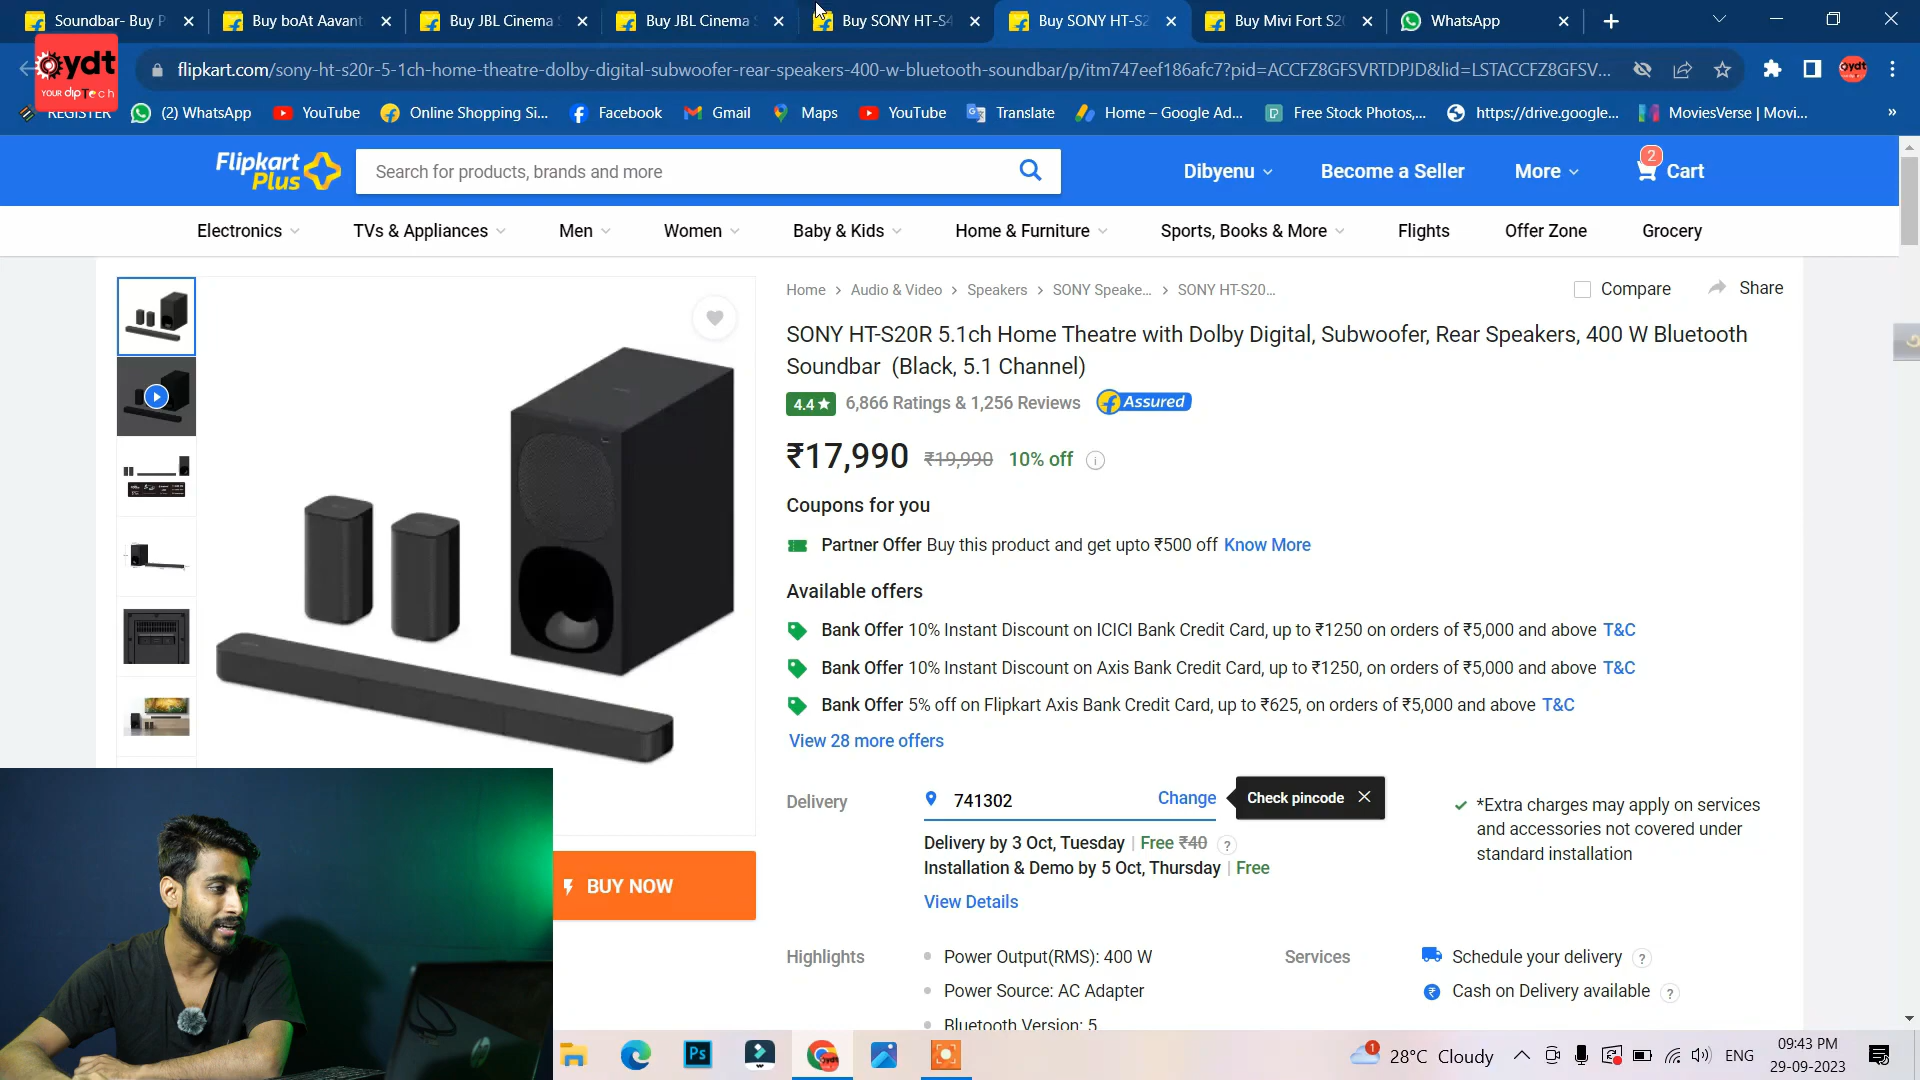 Soundbar- Buy P
Buy boAt Aavant
Buy JBL Cinema S
Buy JBL Cinema S
Buy SONY HT-S4
Buy SONY HT-S2
Buy Mivi Fort S20
WhatsApp
ydt
YOUR dipTech
flipkart.com/sony-ht-s20r-5-1ch-home-theatre-dolby-digital-subwoofer-rear-speakers-400-w-bluetooth-soundbar/p/itm747eef186afc7?pid=ACCFZ8GFSVRTDPJD&lid=LSTACCFZ8GFSV...
REGISTER
(2) WhatsApp
YouTube
Online Shopping Si...
Facebook
Gmail
Maps
YouTube
Translate
Home – Google Ad...
Free Stock Photos,...
https://drive.google...
MoviesVerse | Movi...
Flipkart
Plus
Search for products, brands and more
Dibyenu
Become a Seller
More
2
Cart
Electronics
TVs & Appliances
Men
Women
Baby & Kids
Home & Furniture
Sports, Books & More
Flights
Offer Zone
Grocery
Home > Audio & Video > Speakers > SONY Speake... > SONY HT-S20...
Compare
Share
SONY HT-S20R 5.1ch Home Theatre with Dolby Digital, Subwoofer, Rear Speakers, 400 W Bluetooth
Soundbar (Black, 5.1 Channel)
4.4★ 6,866 Ratings & 1,256 Reviews Assured
₹17,990 ₹19,990 10% off
Coupons for you
Partner Offer Buy this product and get upto ₹500 off Know More
Available offers
Bank Offer 10% Instant Discount on ICICI Bank Credit Card, up to ₹1250 on orders of ₹5,000 and above T&C
Bank Offer 10% Instant Discount on Axis Bank Credit Card, up to ₹1250, on orders of ₹5,000 and above T&C
Bank Offer 5% off on Flipkart Axis Bank Credit Card, up to ₹625, on orders of ₹5,000 and above T&C
View 28 more offers
Delivery
741302
Change
Check pincode
Delivery by 3 Oct, Tuesday | Free ₹40 ?
Installation & Demo by 5 Oct, Thursday | Free
View Details
*Extra charges may apply on services
and accessories not covered under
standard installation
BUY NOW
Highlights
Power Output(RMS): 400 W
Power Source: AC Adapter
Bluetooth Version: 5
Services
Schedule your delivery ?
Cash on Delivery available ?
Ps
ydt
1
28°C Cloudy
ENG
09:43 PM
29-09-2023